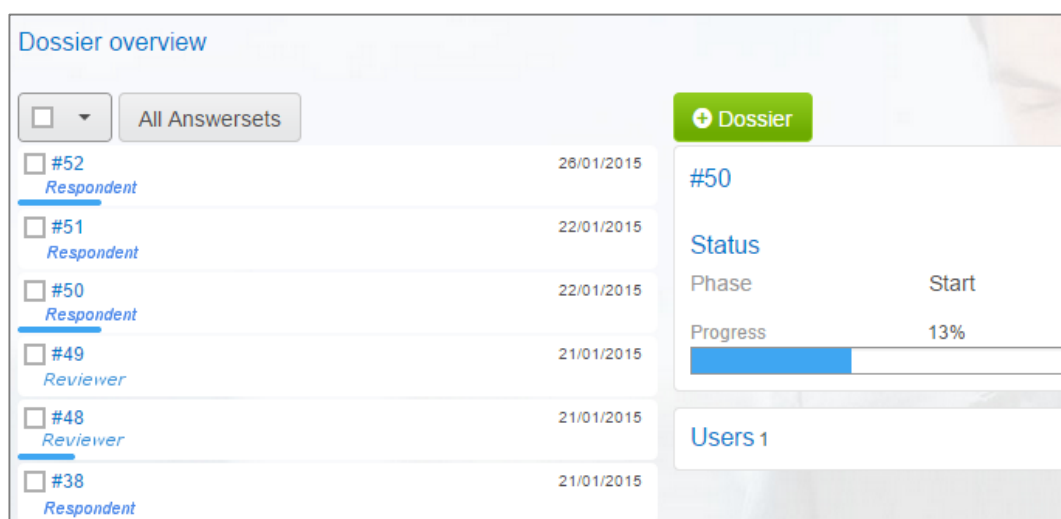 Dossier overview
All Answersets
Dossier
#52
26/01/2015
Respondent
#51
22/01/2015
Respondent
#50
22/01/2015
Respondent
#49
21/01/2015
Reviewer
#48
21/01/2015
Reviewer
#38
21/01/2015
Respondent
#50
Status
Phase Start
Progress 13%
Users 1